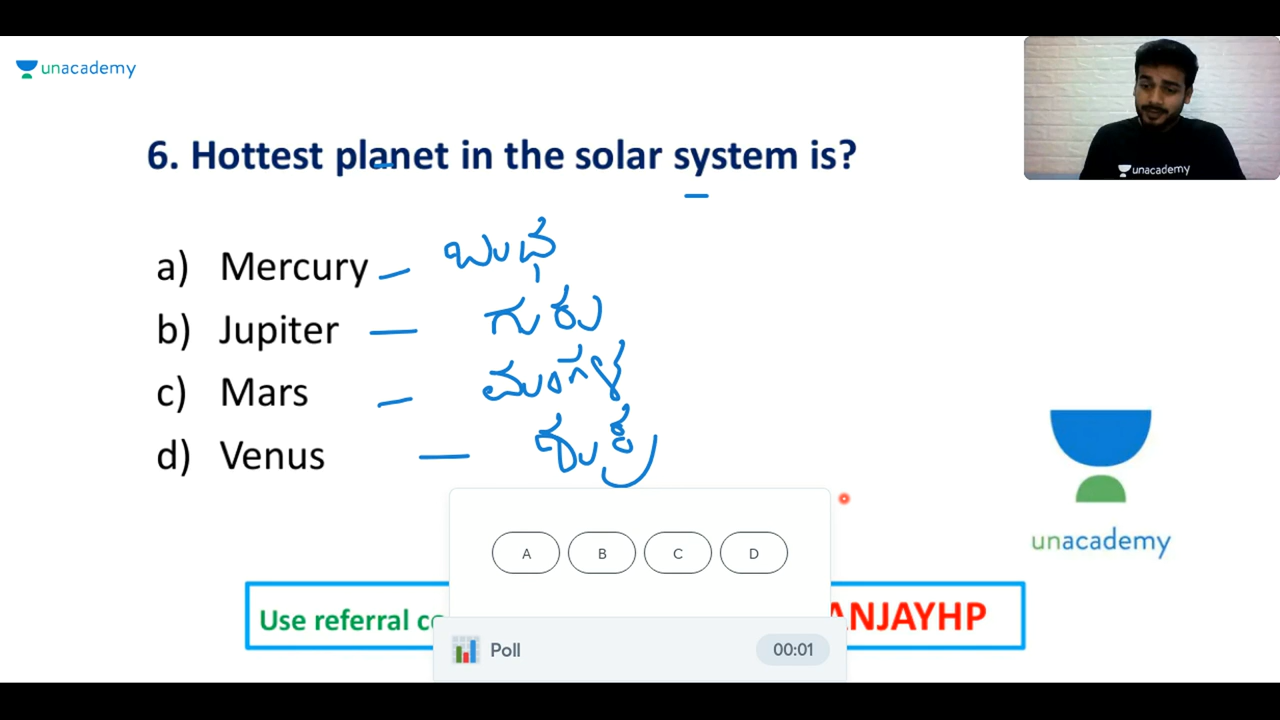 unacademy
unacademy
6. Hottest planet in the solar system is?
a) Mercury – ಬುಧ
b) Jupiter – ಗುರು
c) Mars – ಮಂಗಳ
d) Venus – ಶುಕ್ರ
A B C D
unacademy
Use referral co ANJAYHP
Poll 00:01